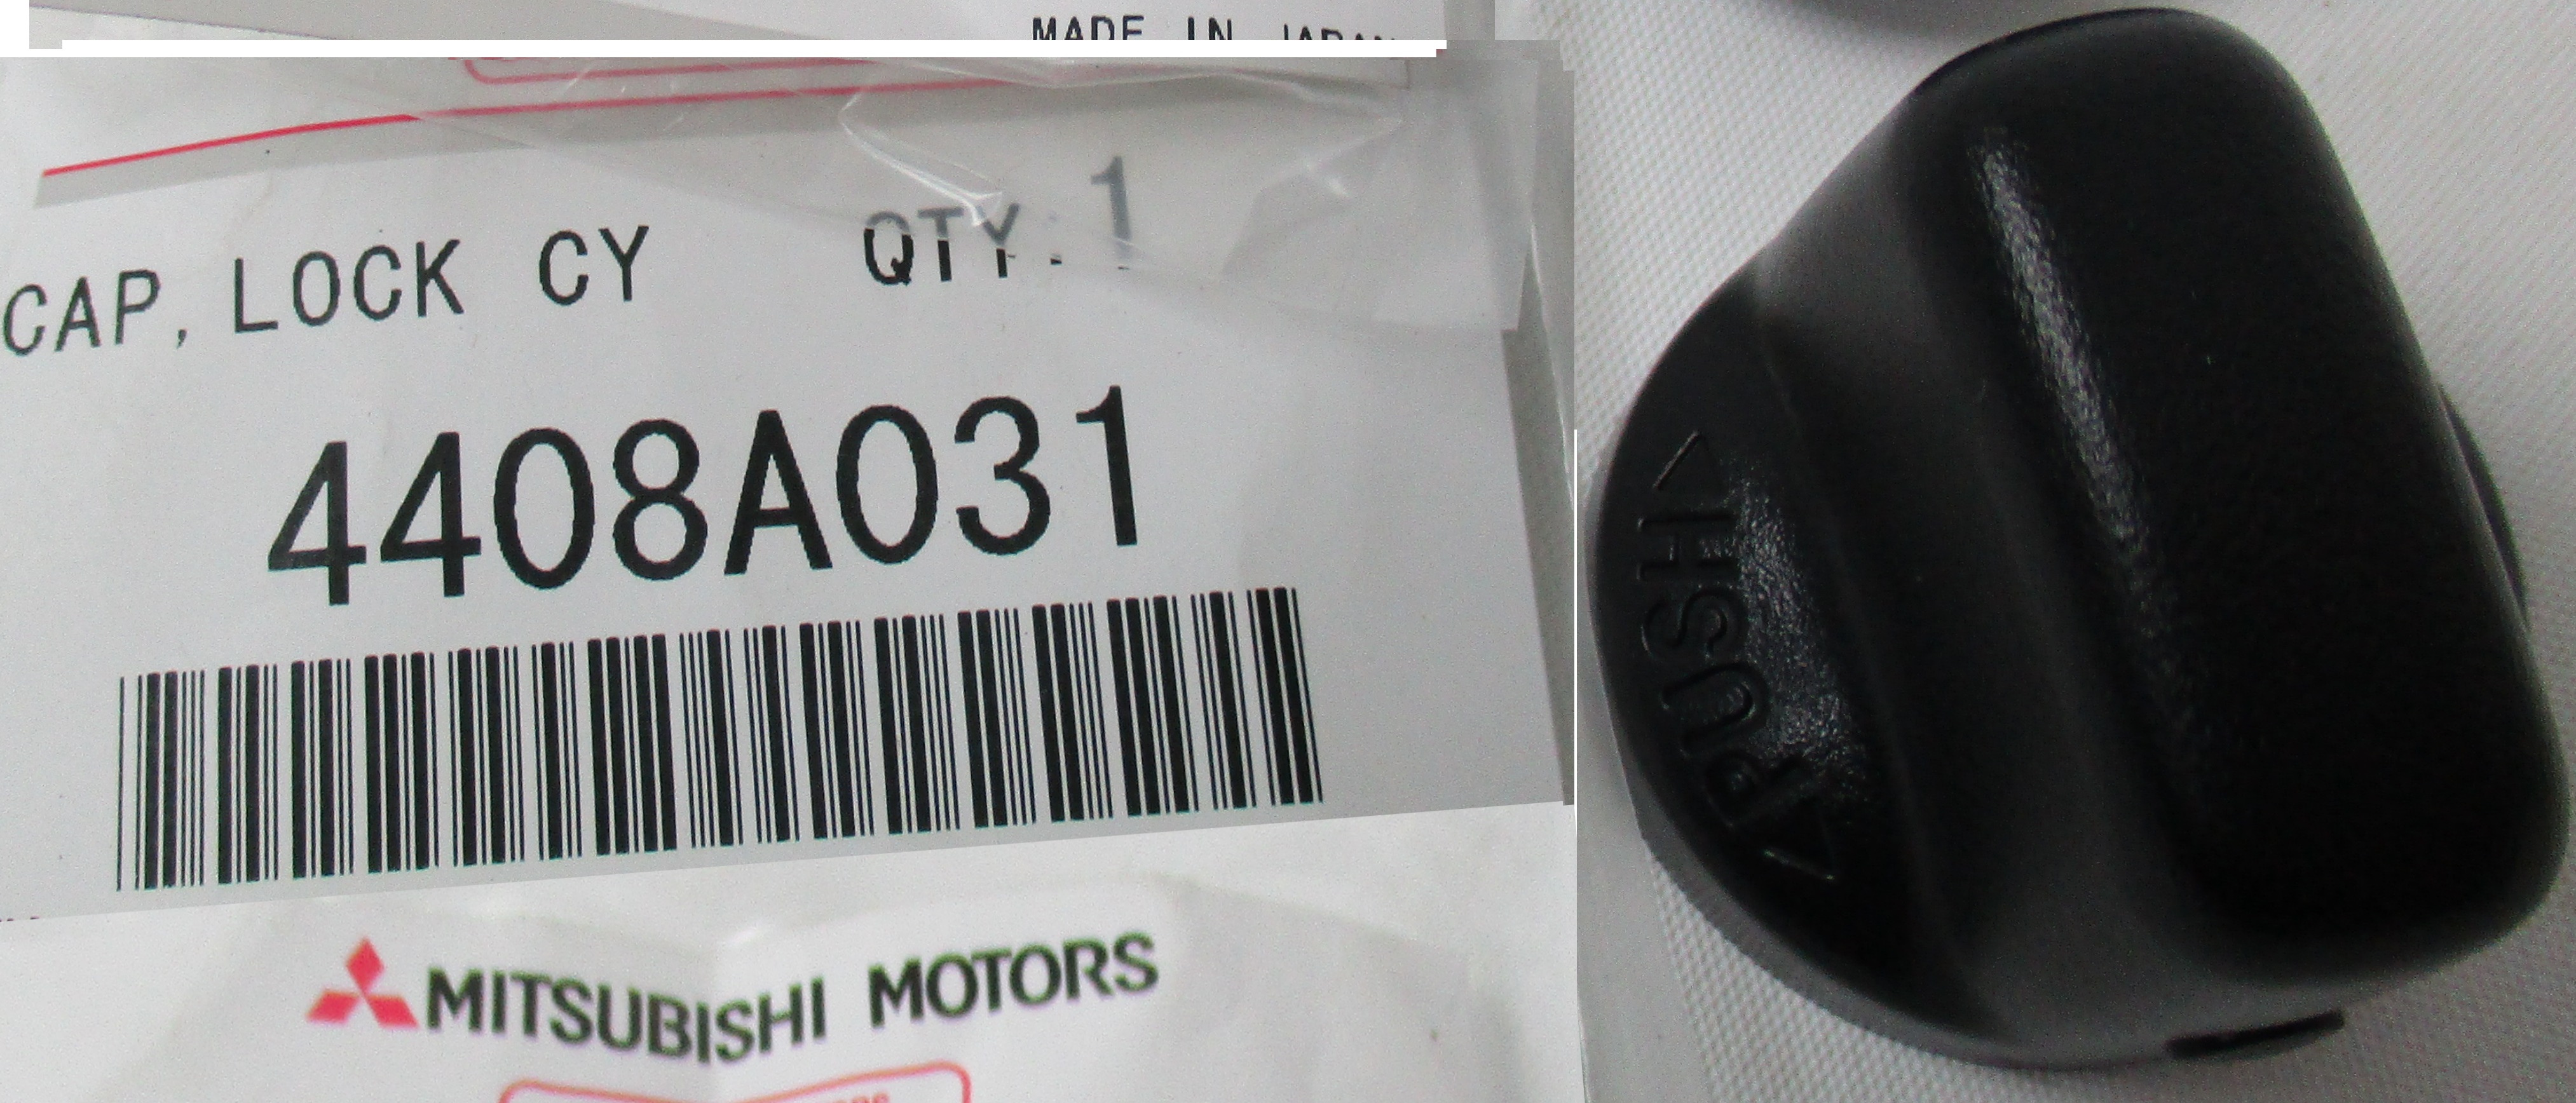 MADE IN JAPAN
CAP, LOCK CY QTY: 1
4408A031
MITSUBISHI MOTORS
<PUSH>